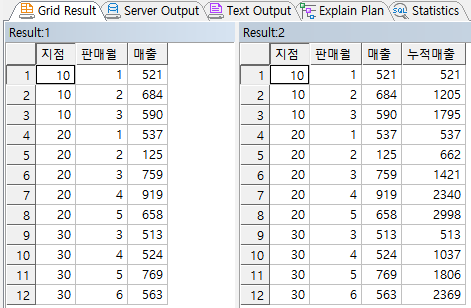 Grid Result Server Output Text Output Explain Plan SQL Statistics
Result:1 Result:2
지점 판매월 매출 지점 판매월 매출 누적매출
1 10 1 521 1 10 1 521 521
2 10 2 684 2 10 2 684 1205
3 10 3 590 3 10 3 590 1795
4 20 1 537 4 20 1 537 537
5 20 2 125 5 20 2 125 662
6 20 3 759 6 20 3 759 1421
7 20 4 919 7 20 4 919 2340
8 20 5 658 8 20 5 658 2998
9 30 3 513 9 30 3 513 513
10 30 4 524 10 30 4 524 1037
11 30 5 769 11 30 5 769 1806
12 30 6 563 12 30 6 563 2369